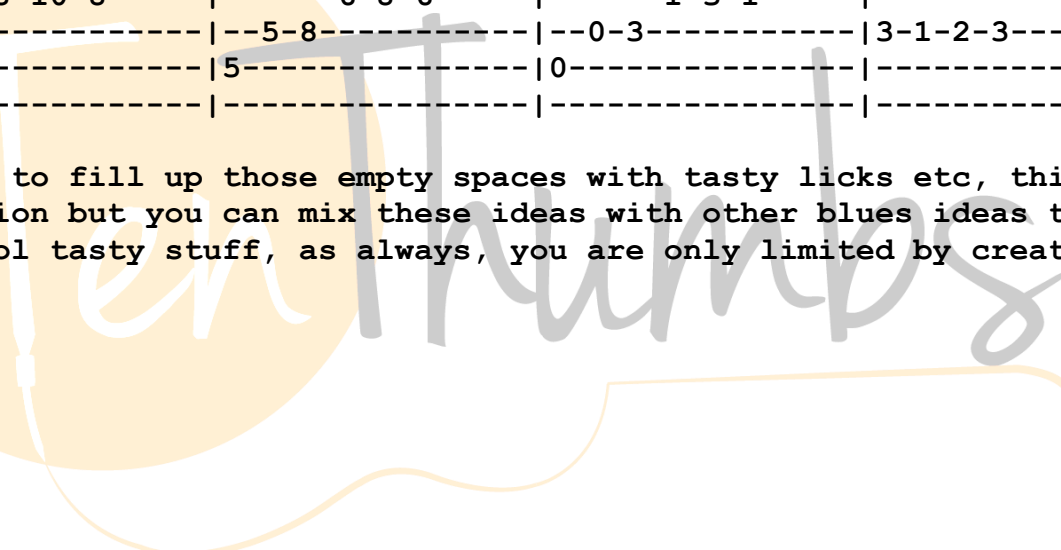 -----------|--5-8-----------|--0-3-----------|3-1-2-3---
-----------|5---------------|0---------------|----------
-----------|----------------|----------------|----------
to fill up those empty spaces with tasty licks etc, thi
ion but you can mix these ideas with other blues ideas t
ol tasty stuff, as always, you are only limited by creat
TenThumbs